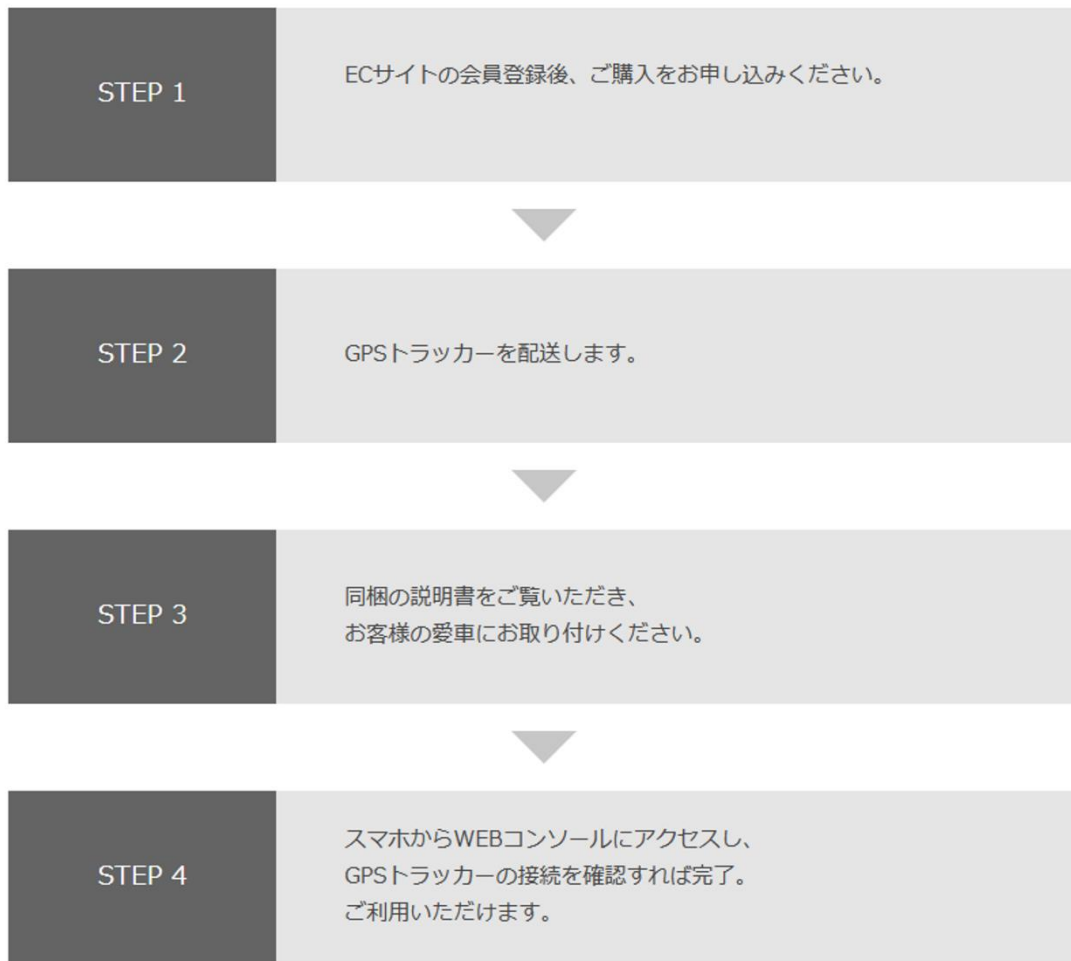 STEP 1
ECサイトの会員登録後、ご購入をお申し込みください。
STEP 2
GPSトラッカーを配送します。
STEP 3
同梱の説明書をご覧いただき、
お客様の愛車にお取り付けください。
STEP 4
スマホからWEBコンソールにアクセスし、
GPSトラッカーの接続を確認すれば完了。
ご利用いただけます。